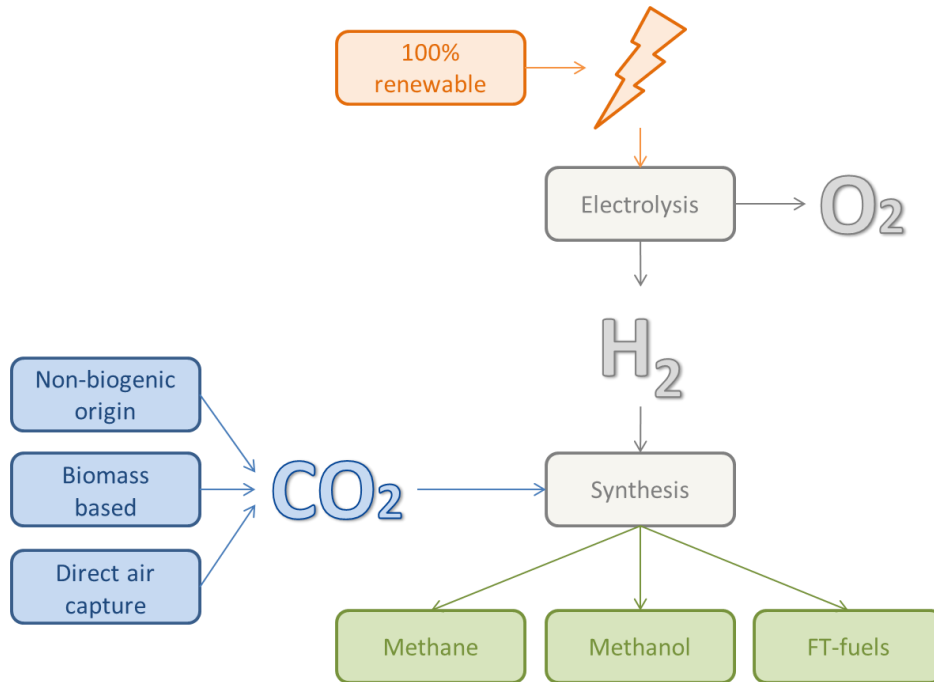 100%
renewable
Electrolysis
O₂
H₂
Non-biogenic
origin
Biomass
based
Direct air
capture
CO₂
Synthesis
Methane
Methanol
FT-fuels